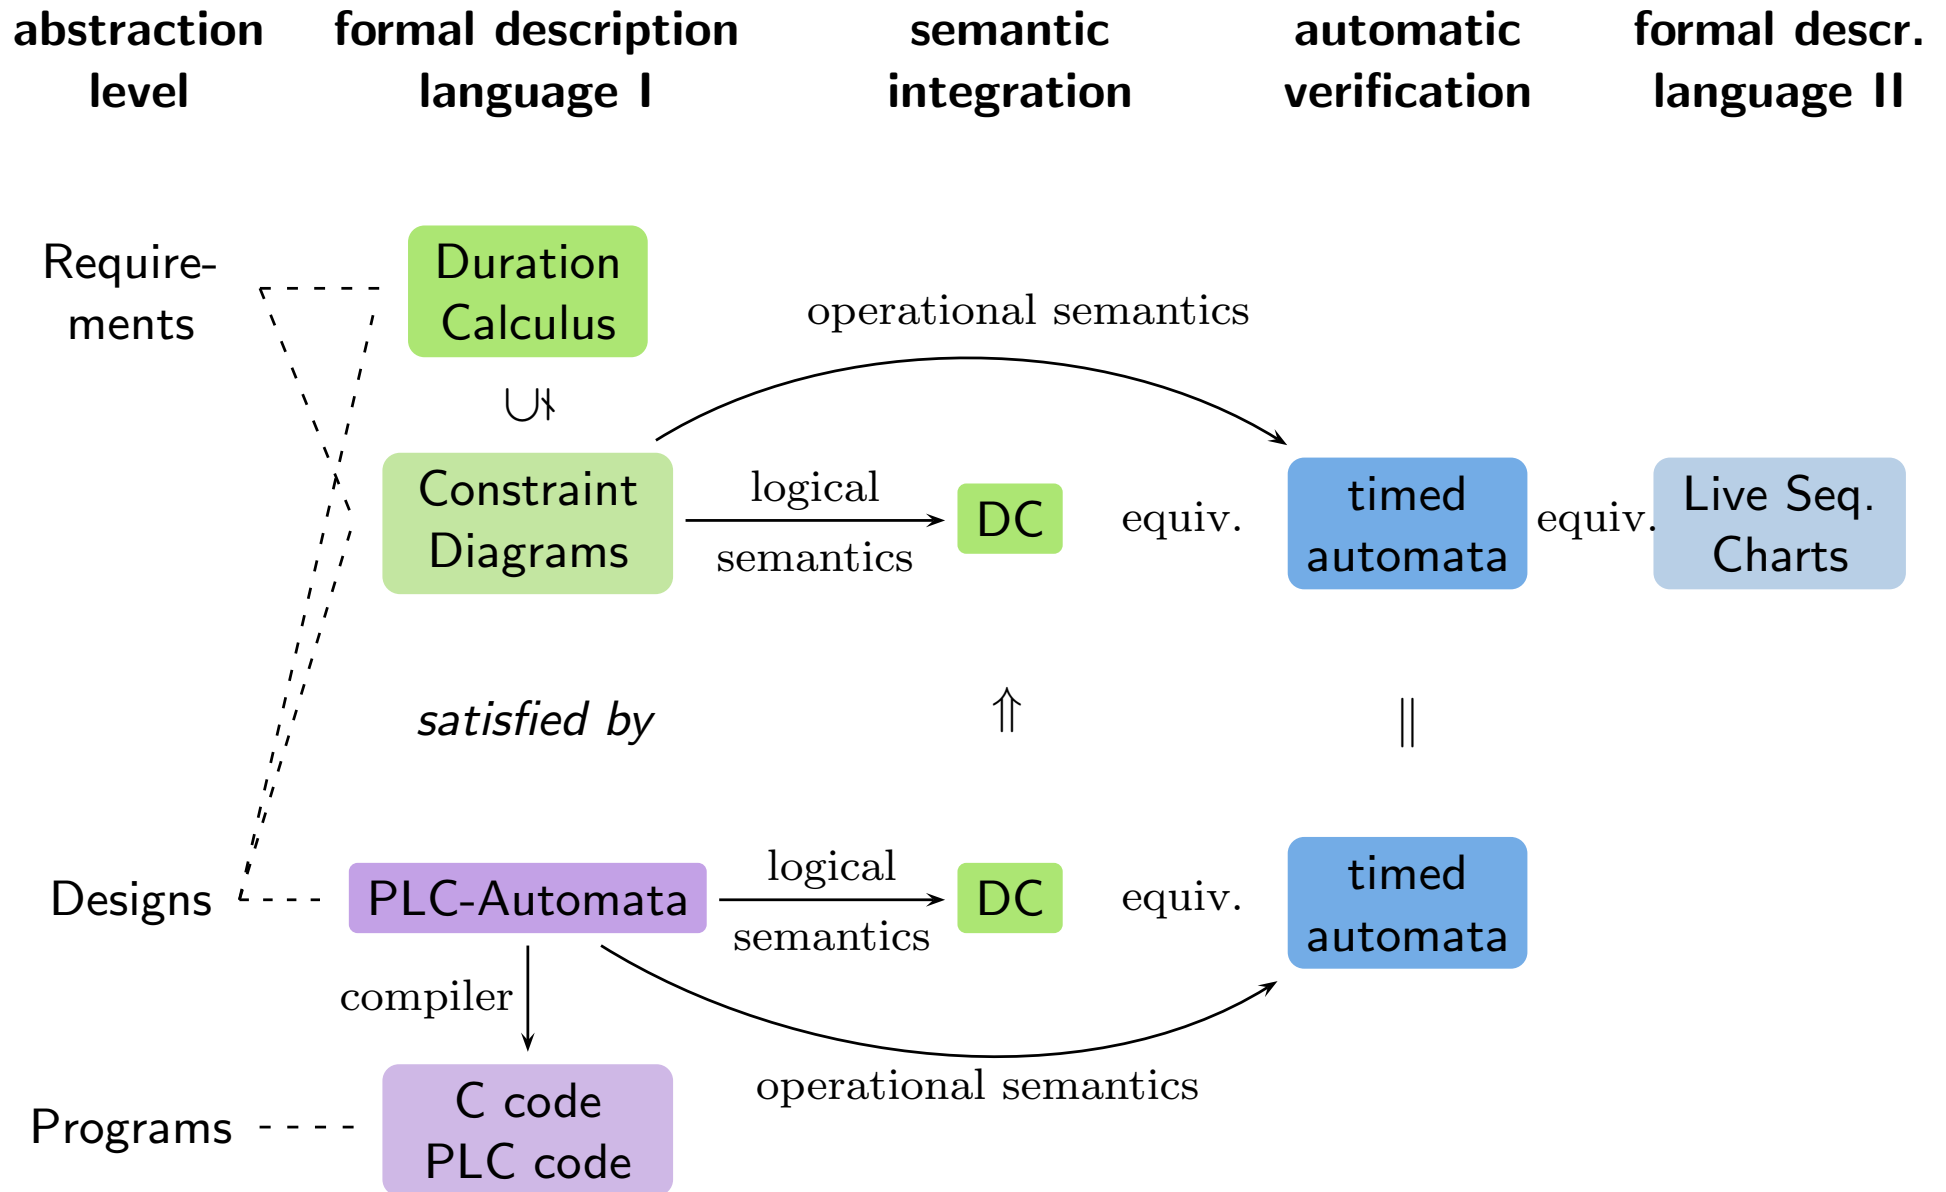 abstraction
level
formal description
language I
semantic
integration
automatic
verification
formal descr.
language II
Require-
ments
Duration
Calculus
operational semantics
Constraint
Diagrams
logical
semantics
DC
equiv.
timed
automata
equiv.
Live Seq.
Charts
satisfied by
⇑
∥
Designs
PLC-Automata
logical
semantics
DC
equiv.
timed
automata
compiler
operational semantics
Programs
C code
PLC code